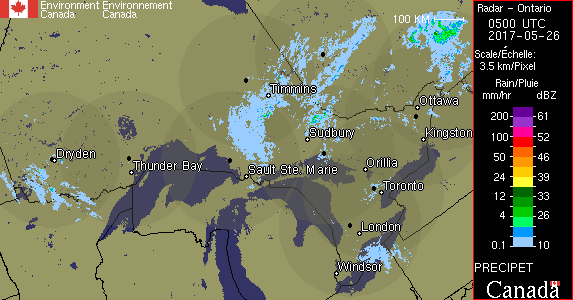 Environment Environnement
Canada Canada
100 KM
Timmins
Ottawa
Sudbury
Kingston
Dryden
Thunder Bay
Sault Ste. Marie
Orillia
Toronto
London
Windsor
Radar - Ontario
0500 UTC
2017-05-26
Scale/Échelle:
3.5 km/Pixel
Rain/Pluie
mm/hr dBZ
200 61
100 52
50 46
24 39
12 33
4 26
0.1 10
PRECIPET
Canada